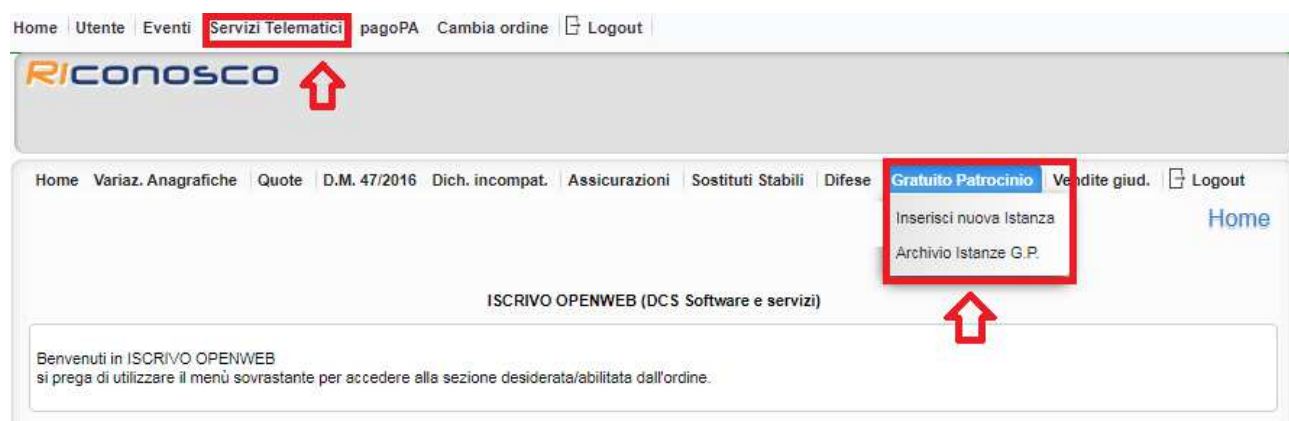 Home Utente Eventi Servizi Telematici pagoPA Cambia ordine Logout
RICONOSCO
Home Variaz. Anagrafiche Quote D.M. 47/2016 Dich. incompat. Assicurazioni Sostituti Stabili Difese Gratuito Patrocinio Vendite giud. Logout
Inserisci nuova Istanza
Home
Archivio Istanze G.P.
ISCRIVO OPENWEB (DCS Software e servizi)
Benvenuti in ISCRIVO OPENWEB
si prega di utilizzare il menù sovrastante per accedere alla sezione desiderata/abilitata dall'ordine.